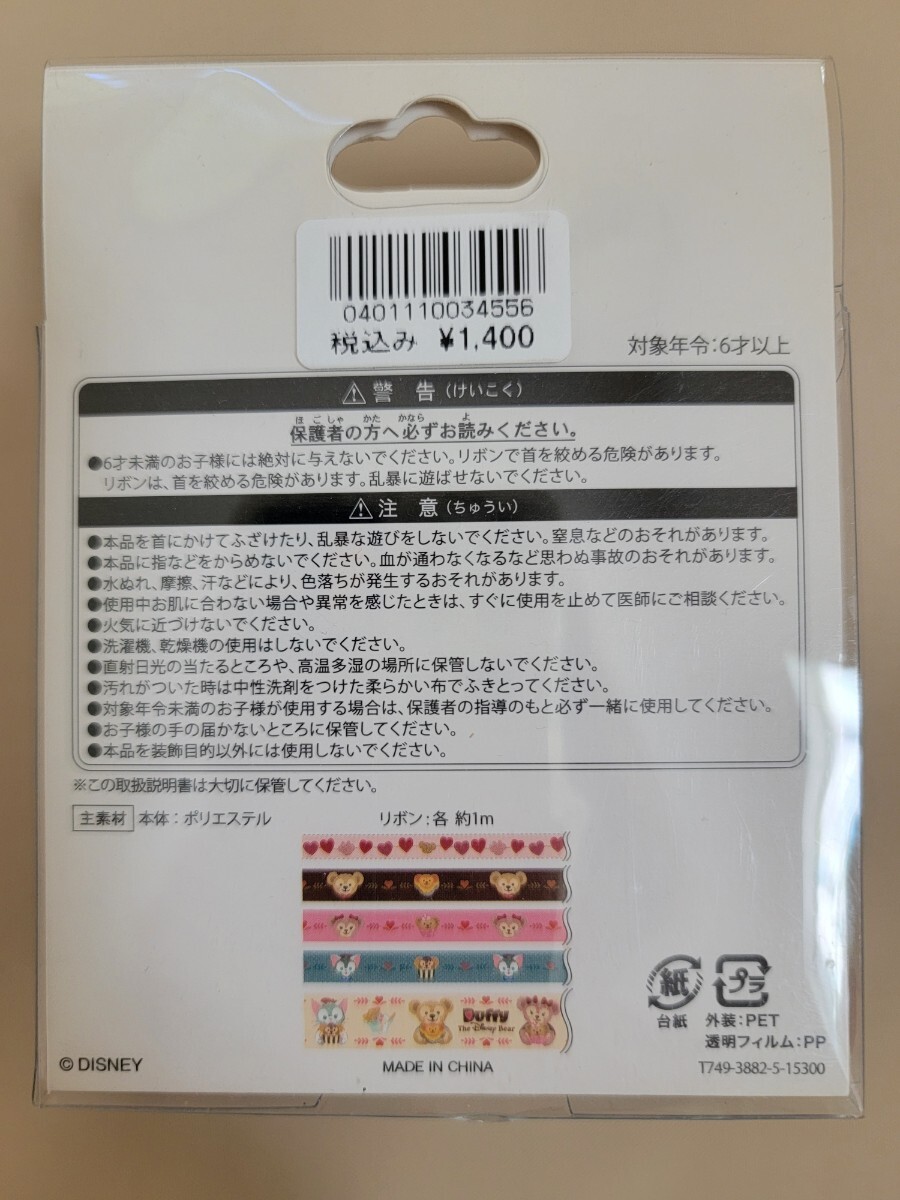 0401110034556
税込み ¥1,400
対象年令:6才以上
⚠警 告(けいこく)
ほごしゃ かた かなら よ
保護者の方へ必ずお読みください。
●6才未満のお子様には絶対に与えないでください。リボンで首を絞める危険があります。
リボンは、首を絞める危険があります。乱暴に遊ばせないでください。
⚠注 意(ちゅうい)
●本品を首にかけてふざけたり、乱暴な遊びをしないでください。窒息などのおそれがあります。
●本品に指などをからめないでください。血が通わなくなるなど思わぬ事故のおそれがあります。
●水ぬれ、摩擦、汗などにより、色落ちが発生するおそれがあります。
●使用中お肌に合わない場合や異常を感じたときは、すぐに使用を止めて医師にご相談ください。
●火気に近づけないでください。
●洗濯機、乾燥機の使用はしないでください。
●直射日光の当たるところや、高温多湿の場所に保管しないでください。
●汚れがついた時は中性洗剤をつけた柔らかい布でふきとってください。
●対象年令未満のお子様が使用する場合は、保護者の指導のもと必ず一緒に使用してください。
●お子様の手の届かないところに保管してください。
●本品を装飾目的以外には使用しないでください。
※この取扱説明書は大切に保管してください。
主素材 本体:ポリエステル
リボン:各 約1m
Duffy
The Disney Bear
紙 プラ
台紙 外装:PET
透明フィルム:PP
© DISNEY
MADE IN CHINA
T749-3882-5-15300